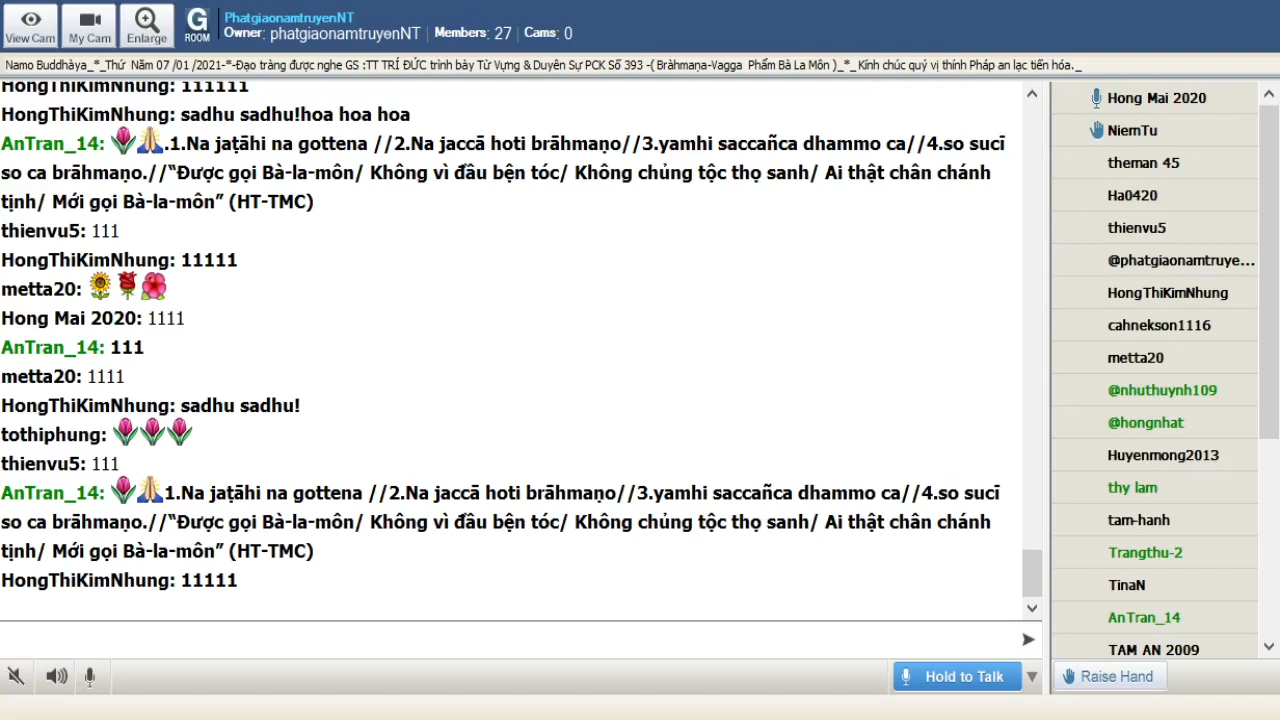 View Cam
My Cam
Enlarge
G
ROOM
PhatgiaonamtruyenNT
Owner: phatgiaonamtruyenNT | Members: 27 | Cams: 0
Namo Buddhàya_*_Thứ Năm 07 /01 /2021-*-Đạo tràng được nghe GS :TT TRÍ ĐỨC trình bày Từ Vựng & Duyên Sự PCK Số 393 -( Bràhmaṇa-Vagga Phẩm Bà La Môn )_*_ Kính chúc quý vị thính Pháp an lạc tiến hóa._
HongThiKimNhung: 111111
HongThiKimNhung: sadhu sadhu!hoa hoa hoa
AnTran_14: .1.Na jaṭāhi na gottena //2.Na jaccā hoti brāhmaṇo//3.yamhi saccañca dhammo ca//4.so sucī
so ca brāhmaṇo.//“Được gọi Bà-la-môn/ Không vì đầu bện tóc/ Không chủng tộc thọ sanh/ Ai thật chân chánh
tịnh/ Mới gọi Bà-la-môn” (HT-TMC)
thienvu5: 111
HongThiKimNhung: 11111
metta20:
Hong Mai 2020: 1111
AnTran_14: 111
metta20: 1111
HongThiKimNhung: sadhu sadhu!
tothiphung:
thienvu5: 111
AnTran_14: 1.Na jaṭāhi na gottena //2.Na jaccā hoti brāhmaṇo//3.yamhi saccañca dhammo ca//4.so sucī
so ca brāhmaṇo.//“Được gọi Bà-la-môn/ Không vì đầu bện tóc/ Không chủng tộc thọ sanh/ Ai thật chân chánh
tịnh/ Mới gọi Bà-la-môn” (HT-TMC)
HongThiKimNhung: 11111
Hold to Talk
Hong Mai 2020
NiemTu
theman 45
Ha0420
thienvu5
@phatgiaonamtruye...
HongThiKimNhung
cahnekson1116
metta20
@nhuthuynh109
@hongnhat
Huyenmong2013
thy lam
tam-hanh
Trangthu-2
TinaN
AnTran_14
TAM AN 2009
Raise Hand